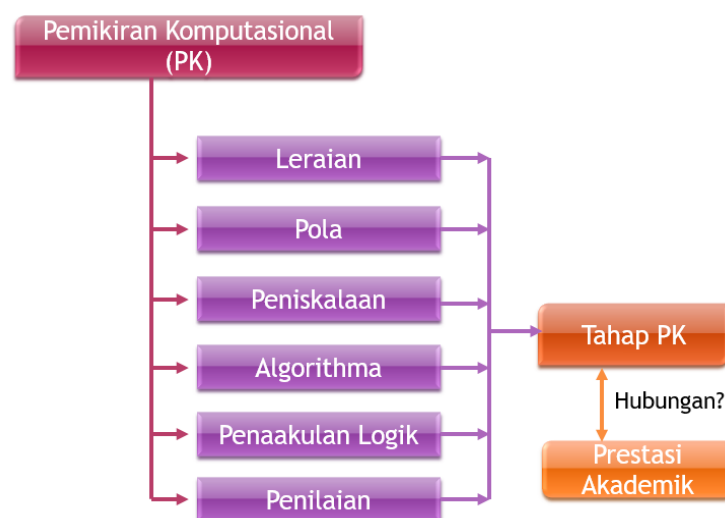 Pemikiran Komputasional
(PK)
Leraian
Pola
Peniskalaan
Algorithma
Penaakulan Logik
Penilaian
Tahap PK
Hubungan?
Prestasi
Akademik